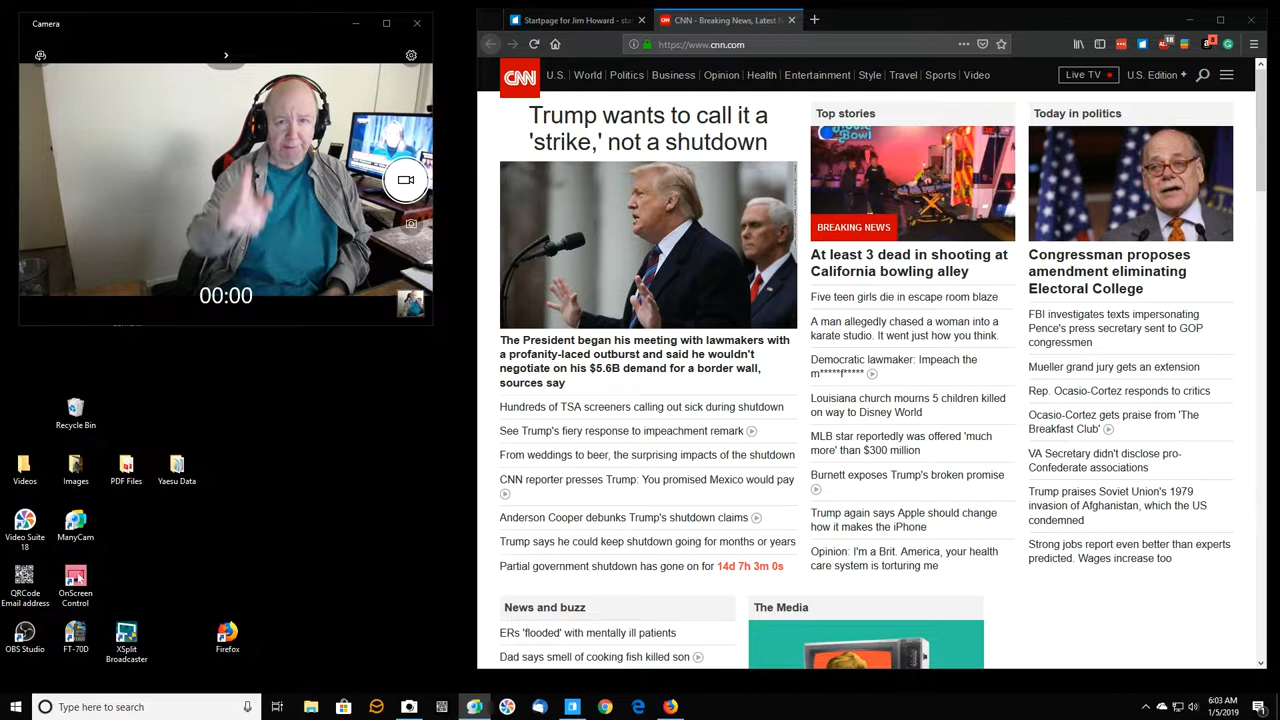 Camera
00:00
Recycle Bin
Videos
Images
PDF Files
Yaesu Data
Video Suite
18
ManyCam
QRCode
Email address
OnScreen
Control
OBS Studio
FT-70D
XSplit
Broadcaster
Firefox
Startpage for Jim Howard - sta
CNN - Breaking News, Latest N
https://www.cnn.com
18
8
CNN
U.S. World Politics Business Opinion Health Entertainment Style Travel Sports Video
Live TV
U.S. Edition +
Trump wants to call it a
'strike,' not a shutdown
The President began his meeting with lawmakers with
a profanity-laced outburst and said he wouldn't
negotiate on his $5.6B demand for a border wall,
sources say
Hundreds of TSA screeners calling out sick during shutdown
See Trump's fiery response to impeachment remark
From weddings to beer, the surprising impacts of the shutdown
CNN reporter presses Trump: You promised Mexico would pay
Anderson Cooper debunks Trump's shutdown claims
Trump says he could keep shutdown going for months or years
Partial government shutdown has gone on for 14d 7h 3m 0s
Top stories
BREAKING NEWS
At least 3 dead in shooting at
California bowling alley
Five teen girls die in escape room blaze
A man allegedly chased a woman into a
karate studio. It went just how you think.
Democratic lawmaker: Impeach the
m*****f*****
Louisiana church mourns 5 children killed
on way to Disney World
MLB star reportedly was offered 'much
more' than $300 million
Burnett exposes Trump's broken promise
Trump again says Apple should change
how it makes the iPhone
Opinion: I'm a Brit. America, your health
care system is torturing me
Today in politics
Congressman proposes
amendment eliminating
Electoral College
FBI investigates texts impersonating
Pence's press secretary sent to GOP
congressmen
Mueller grand jury gets an extension
Rep. Ocasio-Cortez responds to critics
Ocasio-Cortez gets praise from 'The
Breakfast Club'
VA Secretary didn't disclose pro-
Confederate associations
Trump praises Soviet Union's 1979
invasion of Afghanistan, which the US
condemned
Strong jobs report even better than experts
predicted. Wages increase too
News and buzz
ERs 'flooded' with mentally ill patients
Dad says smell of cooking fish killed son
The Media
Type here to search
6:03 AM
1/5/2019